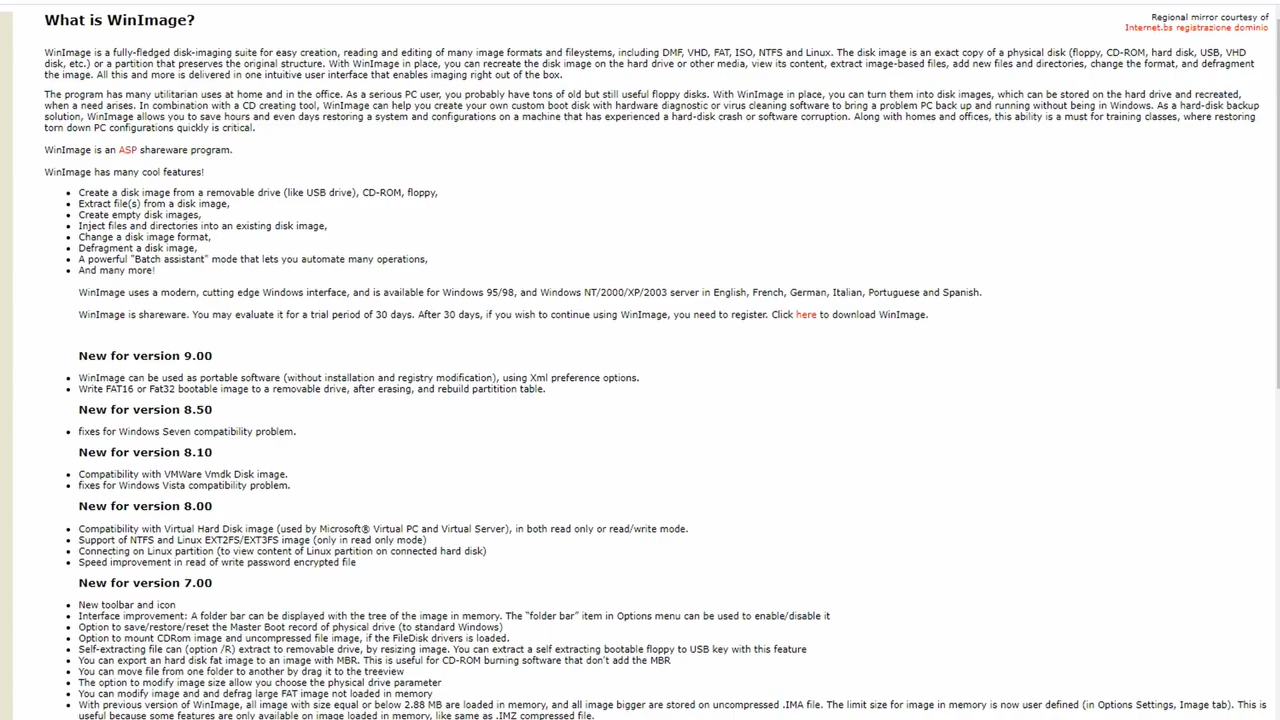 What is WinImage?
Regional mirror courtesy of
Internet.bs registrazione dominio
WinImage is a fully-fledged disk-imaging suite for easy creation, reading and editing of many image formats and fileystems, including DMF, VHD, FAT, ISO, NTFS and Linux. The disk image is an exact copy of a physical disk (floppy, CD-ROM, hard disk, USB, VHD
disk, etc.) or a partition that preserves the original structure. With WinImage in place, you can recreate the disk image on the hard drive or other media, view its content, extract image-based files, add new files and directories, change the format, and defragment
the image. All this and more is delivered in one intuitive user interface that enables imaging right out of the box.
The program has many utilitarian uses at home and in the office. As a serious PC user, you probably have tons of old but still useful floppy disks. With WinImage in place, you can turn them into disk images, which can be stored on the hard drive and recreated,
when a need arises. In combination with a CD creating tool, WinImage can help you create your own custom boot disk with hardware diagnostic or virus cleaning software to bring a problem PC back up and running without being in Windows. As a hard-disk backup
solution, WinImage allows you to save hours and even days restoring a system and configurations on a machine that has experienced a hard-disk crash or software corruption. Along with homes and offices, this ability is a must for training classes, where restoring
torn down PC configurations quickly is critical.
WinImage is an ASP shareware program.
WinImage has many cool features!
• Create a disk image from a removable drive (like USB drive), CD-ROM, floppy,
• Extract file(s) from a disk image,
• Create empty disk images,
• Inject files and directories into an existing disk image,
• Change a disk image format,
• Defragment a disk image,
• A powerful "Batch assistant" mode that lets you automate many operations,
• And many more!
WinImage uses a modern, cutting edge Windows interface, and is available for Windows 95/98, and Windows NT/2000/XP/2003 server in English, French, German, Italian, Portuguese and Spanish.
WinImage is shareware. You may evaluate it for a trial period of 30 days. After 30 days, if you wish to continue using WinImage, you need to register. Click here to download WinImage.
New for version 9.00
• WinImage can be used as portable software (without installation and registry modification), using Xml preference options.
• Write FAT16 or Fat32 bootable image to a removable drive, after erasing, and rebuild partitition table.
New for version 8.50
• fixes for Windows Seven compatibility problem.
New for version 8.10
• Compatibility with VMWare Vmdk Disk image.
• fixes for Windows Vista compatibility problem.
New for version 8.00
• Compatibility with Virtual Hard Disk image (used by Microsoft® Virtual PC and Virtual Server), in both read only or read/write mode.
• Support of NTFS and Linux EXT2FS/EXT3FS image (only in read only mode)
• Connecting on Linux partition (to view content of Linux partition on connected hard disk)
• Speed improvement in read of write password encrypted file
New for version 7.00
• New toolbar and icon
• Interface improvement: A folder bar can be displayed with the tree of the image in memory. The "folder bar" item in Options menu can be used to enable/disable it
• Option to save/restore/reset the Master Boot record of physical drive (to standard Windows)
• Option to mount CDRom image and uncompressed file image, if the FileDisk drivers is loaded.
• Self-extracting file can (option /R) extract to removable drive, by resizing image. You can extract a self extracting bootable floppy to USB key with this feature
• You can export an hard disk fat image to an image with MBR. This is useful for CD-ROM burning software that don't add the MBR
• You can move file from one folder to another by drag it to the treeview
• The option to modify image size allow you choose the physical drive parameter
• You can modify image and and defrag large FAT image not loaded in memory
• With previous version of WinImage, all image with size equal or below 2.88 MB are loaded in memory, and all image bigger are stored on uncompressed .IMA file. The limit size for image in memory is now user defined (in Options Settings, Image tab). This is
useful because some features are only available on image loaded in memory, like same as .IMZ compressed file.